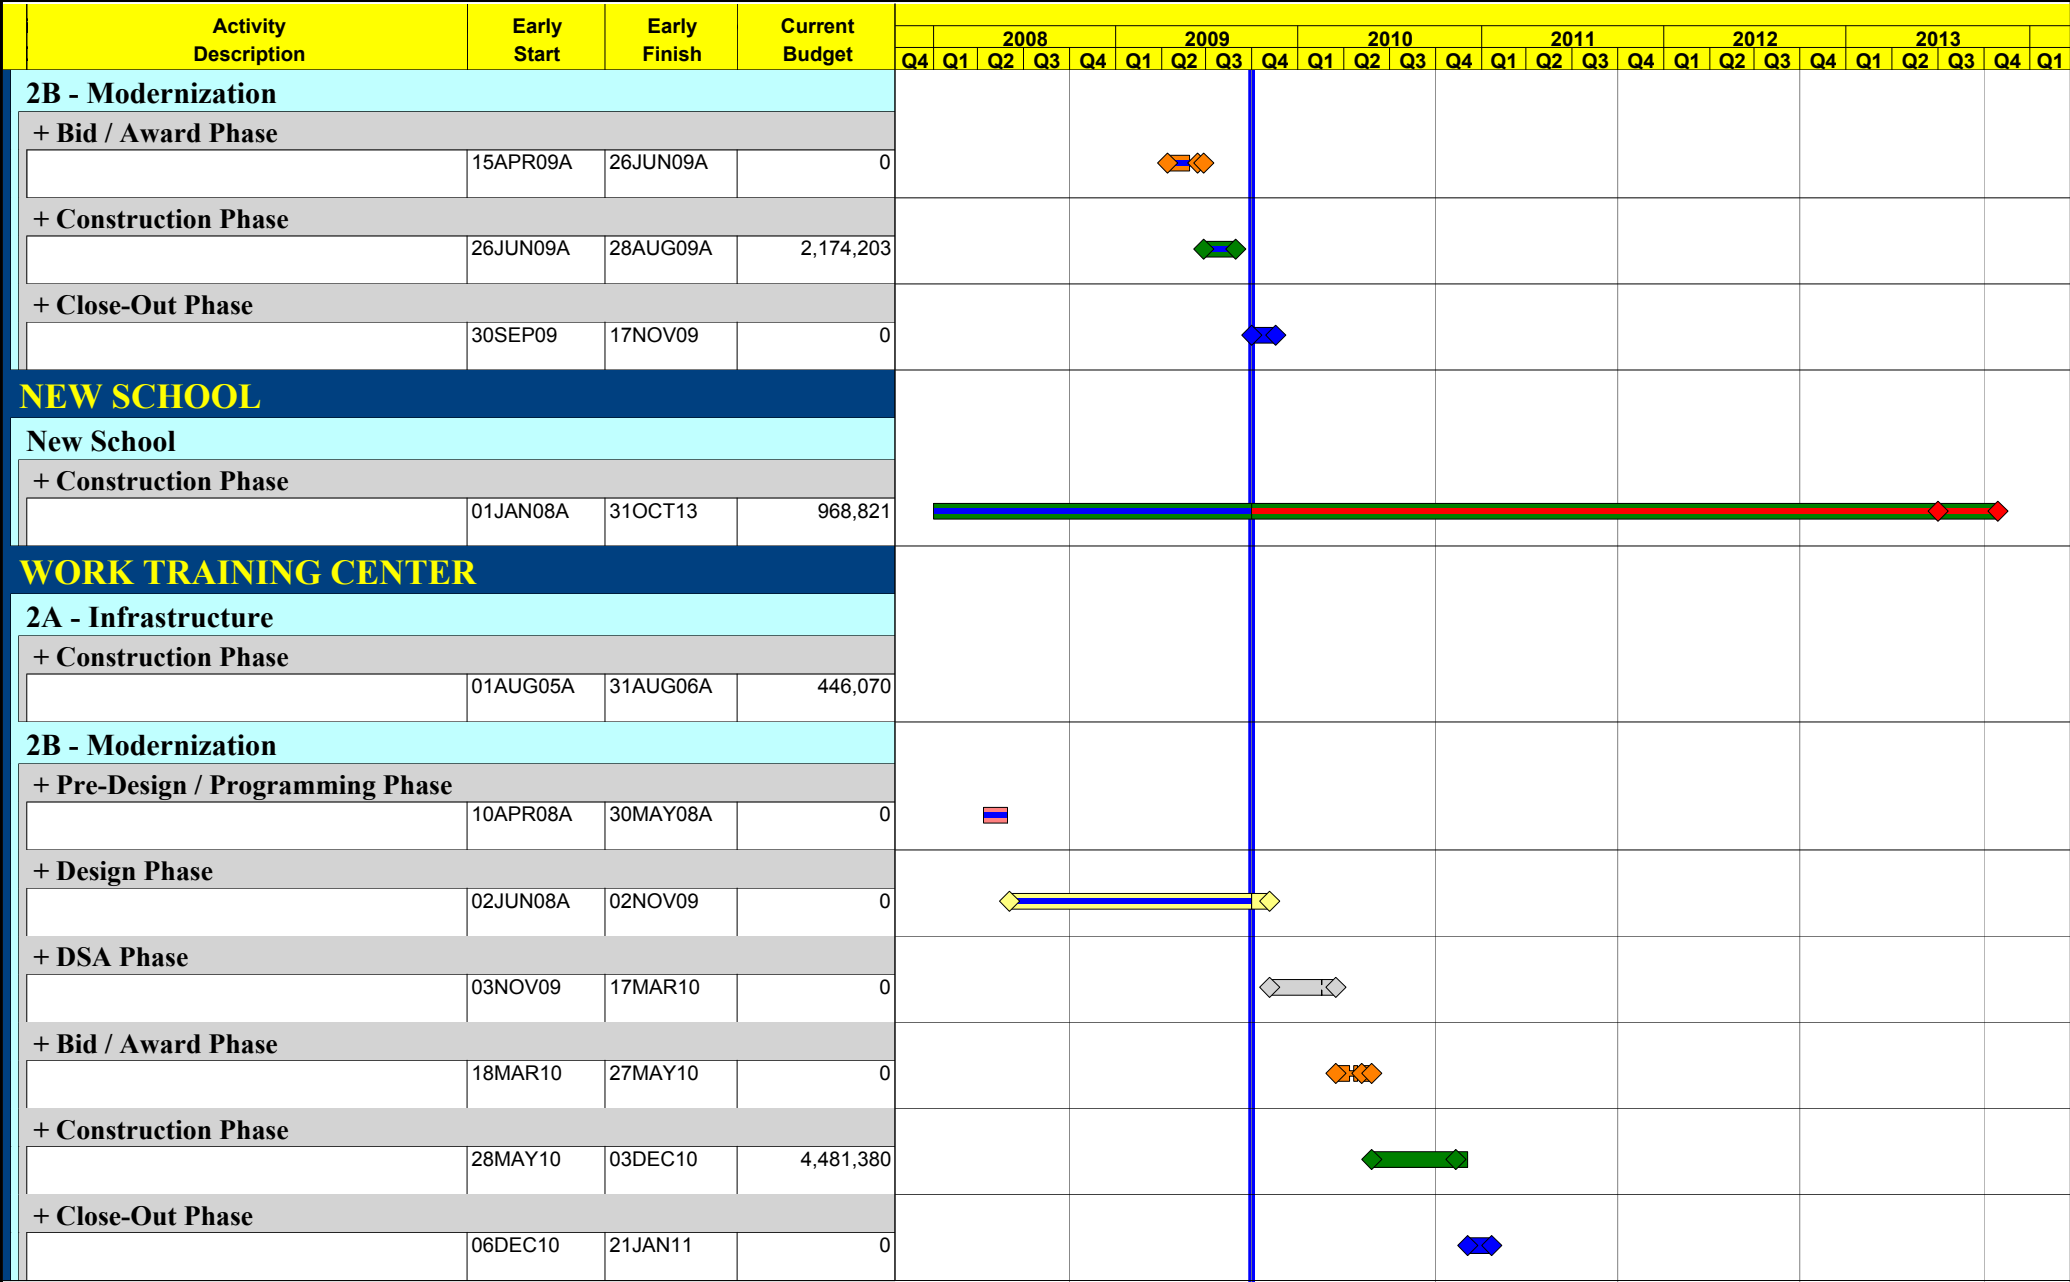 Activity Early Early Current
Description Start Finish Budget
2008 2009 2010 2011 2012 2013
Q4 Q1 Q2 Q3 Q4 Q1 Q2 Q3 Q4 Q1 Q2 Q3 Q4 Q1 Q2 Q3 Q4 Q1 Q2 Q3 Q4 Q1 Q2 Q3 Q4 Q1
2B - Modernization
+ Bid / Award Phase
15APR09A 26JUN09A 0
+ Construction Phase
26JUN09A 28AUG09A 2,174,203
+ Close-Out Phase
30SEP09 17NOV09 0
NEW SCHOOL
New School
+ Construction Phase
01JAN08A 31OCT13 968,821
WORK TRAINING CENTER
2A - Infrastructure
+ Construction Phase
01AUG05A 31AUG06A 446,070
2B - Modernization
+ Pre-Design / Programming Phase
10APR08A 30MAY08A 0
+ Design Phase
02JUN08A 02NOV09 0
+ DSA Phase
03NOV09 17MAR10 0
+ Bid / Award Phase
18MAR10 27MAY10 0
+ Construction Phase
28MAY10 03DEC10 4,481,380
+ Close-Out Phase
06DEC10 21JAN11 0